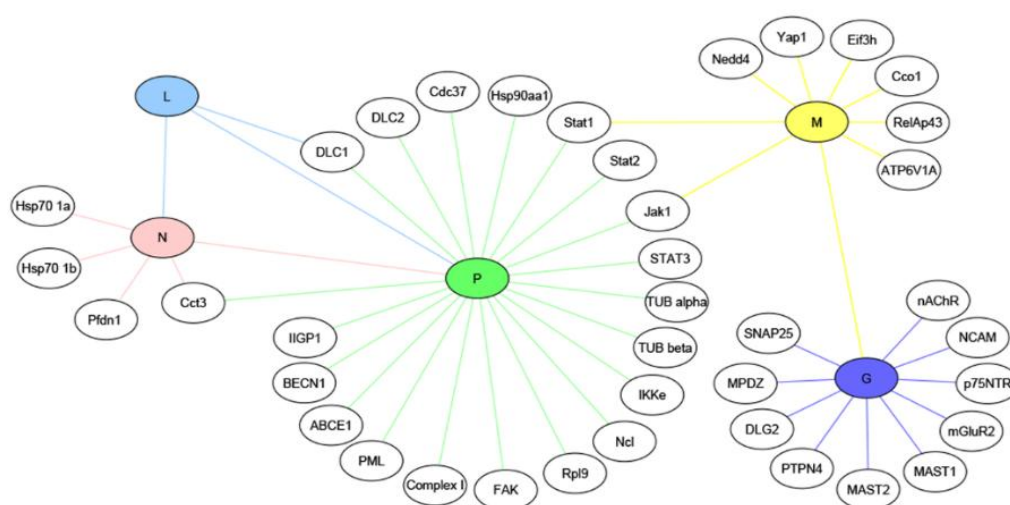 Yap1
Eif3h
Nedd4
Cco1
L
Cdc37
Hsp90aa1
DLC2
Stat1
M
RelAp43
DLC1
Stat2
ATP6V1A
Hsp70 1a
Jak1
N
STAT3
Hsp70 1b
P
TUB alpha
nAChR
Cct3
Pfdn1
SNAP25
NCAM
IIGP1
TUB beta
BECN1
MPDZ
G
p75NTR
IKKe
ABCE1
DLG2
mGluR2
Ncl
PML
PTPN4
MAST1
Rpl9
Complex I
FAK
MAST2